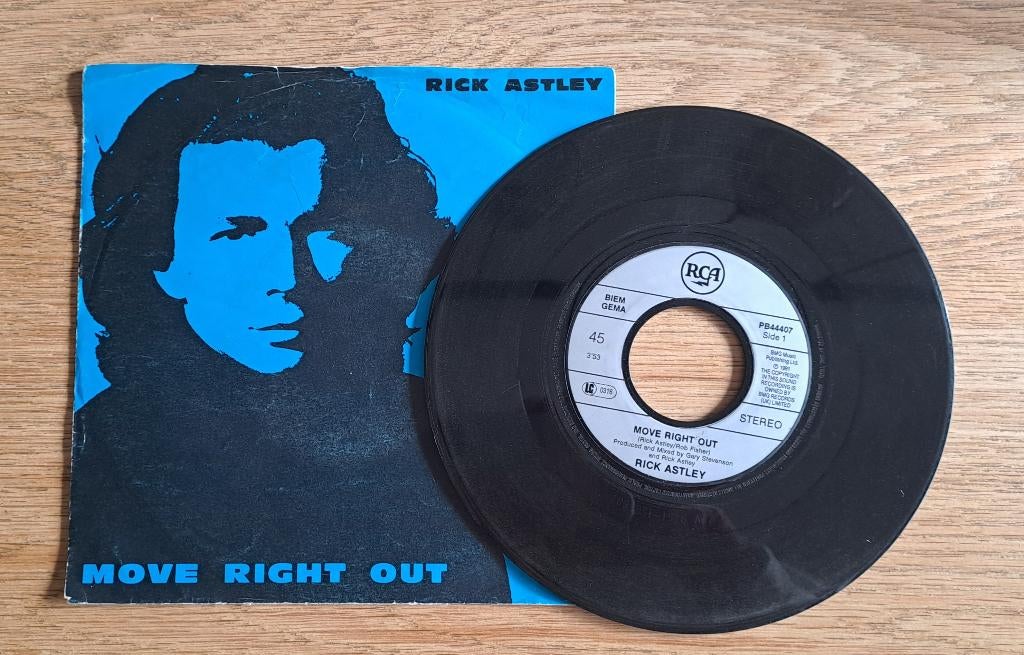 RICK ASTLEY
MOVE RIGHT OUT
RCA
BIEM
GEMA
45
3'53
LC 0316
PB44407
Side 1
BMG Music
Publishing Ltd.
℗ 1991
THE COPYRIGHT
IN THIS SOUND
RECORDING IS
OWNED BY
BMG RECORDS
(UK) LIMITED
STEREO
MOVE RIGHT OUT
(Rick Astley/Rob Fisher)
Produced and Mixed by Gary Stevenson
and Rick Astley
RICK ASTLEY